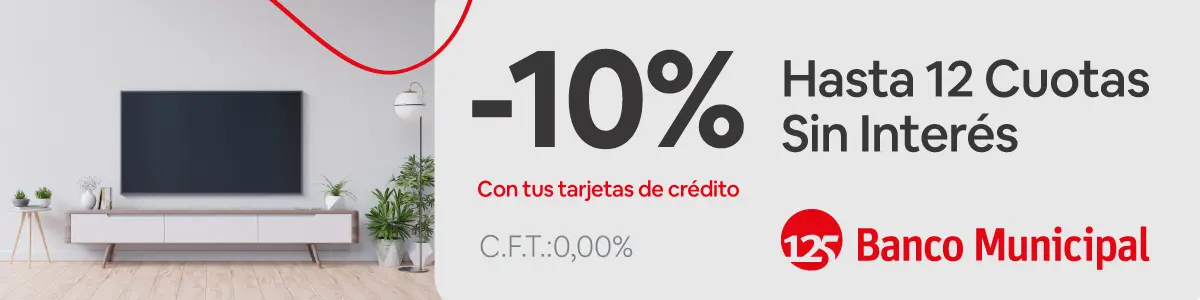 -10%
Con tus tarjetas de crédito
C.F.T.:0,00%
Hasta 12 Cuotas
Sin Interés
125 Banco Municipal